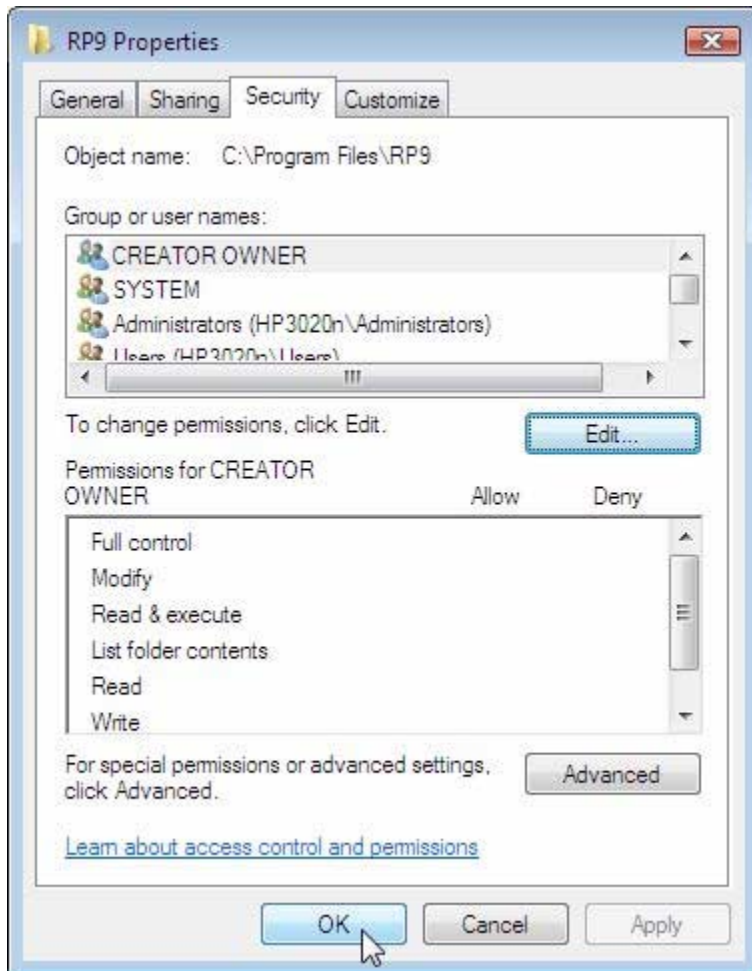 RP9 Properties
General Sharing Security Customize
Object name: C:\Program Files\RP9
Group or user names:
CREATOR OWNER
SYSTEM
Administrators (HP3020n\Administrators)
Users (HP3020n\Users)
To change permissions, click Edit.
Edit...
Permissions for CREATOR
OWNER Allow Deny
Full control
Modify
Read & execute
List folder contents
Read
Write
For special permissions or advanced settings,
click Advanced.
Advanced
Learn about access control and permissions
OK Cancel Apply